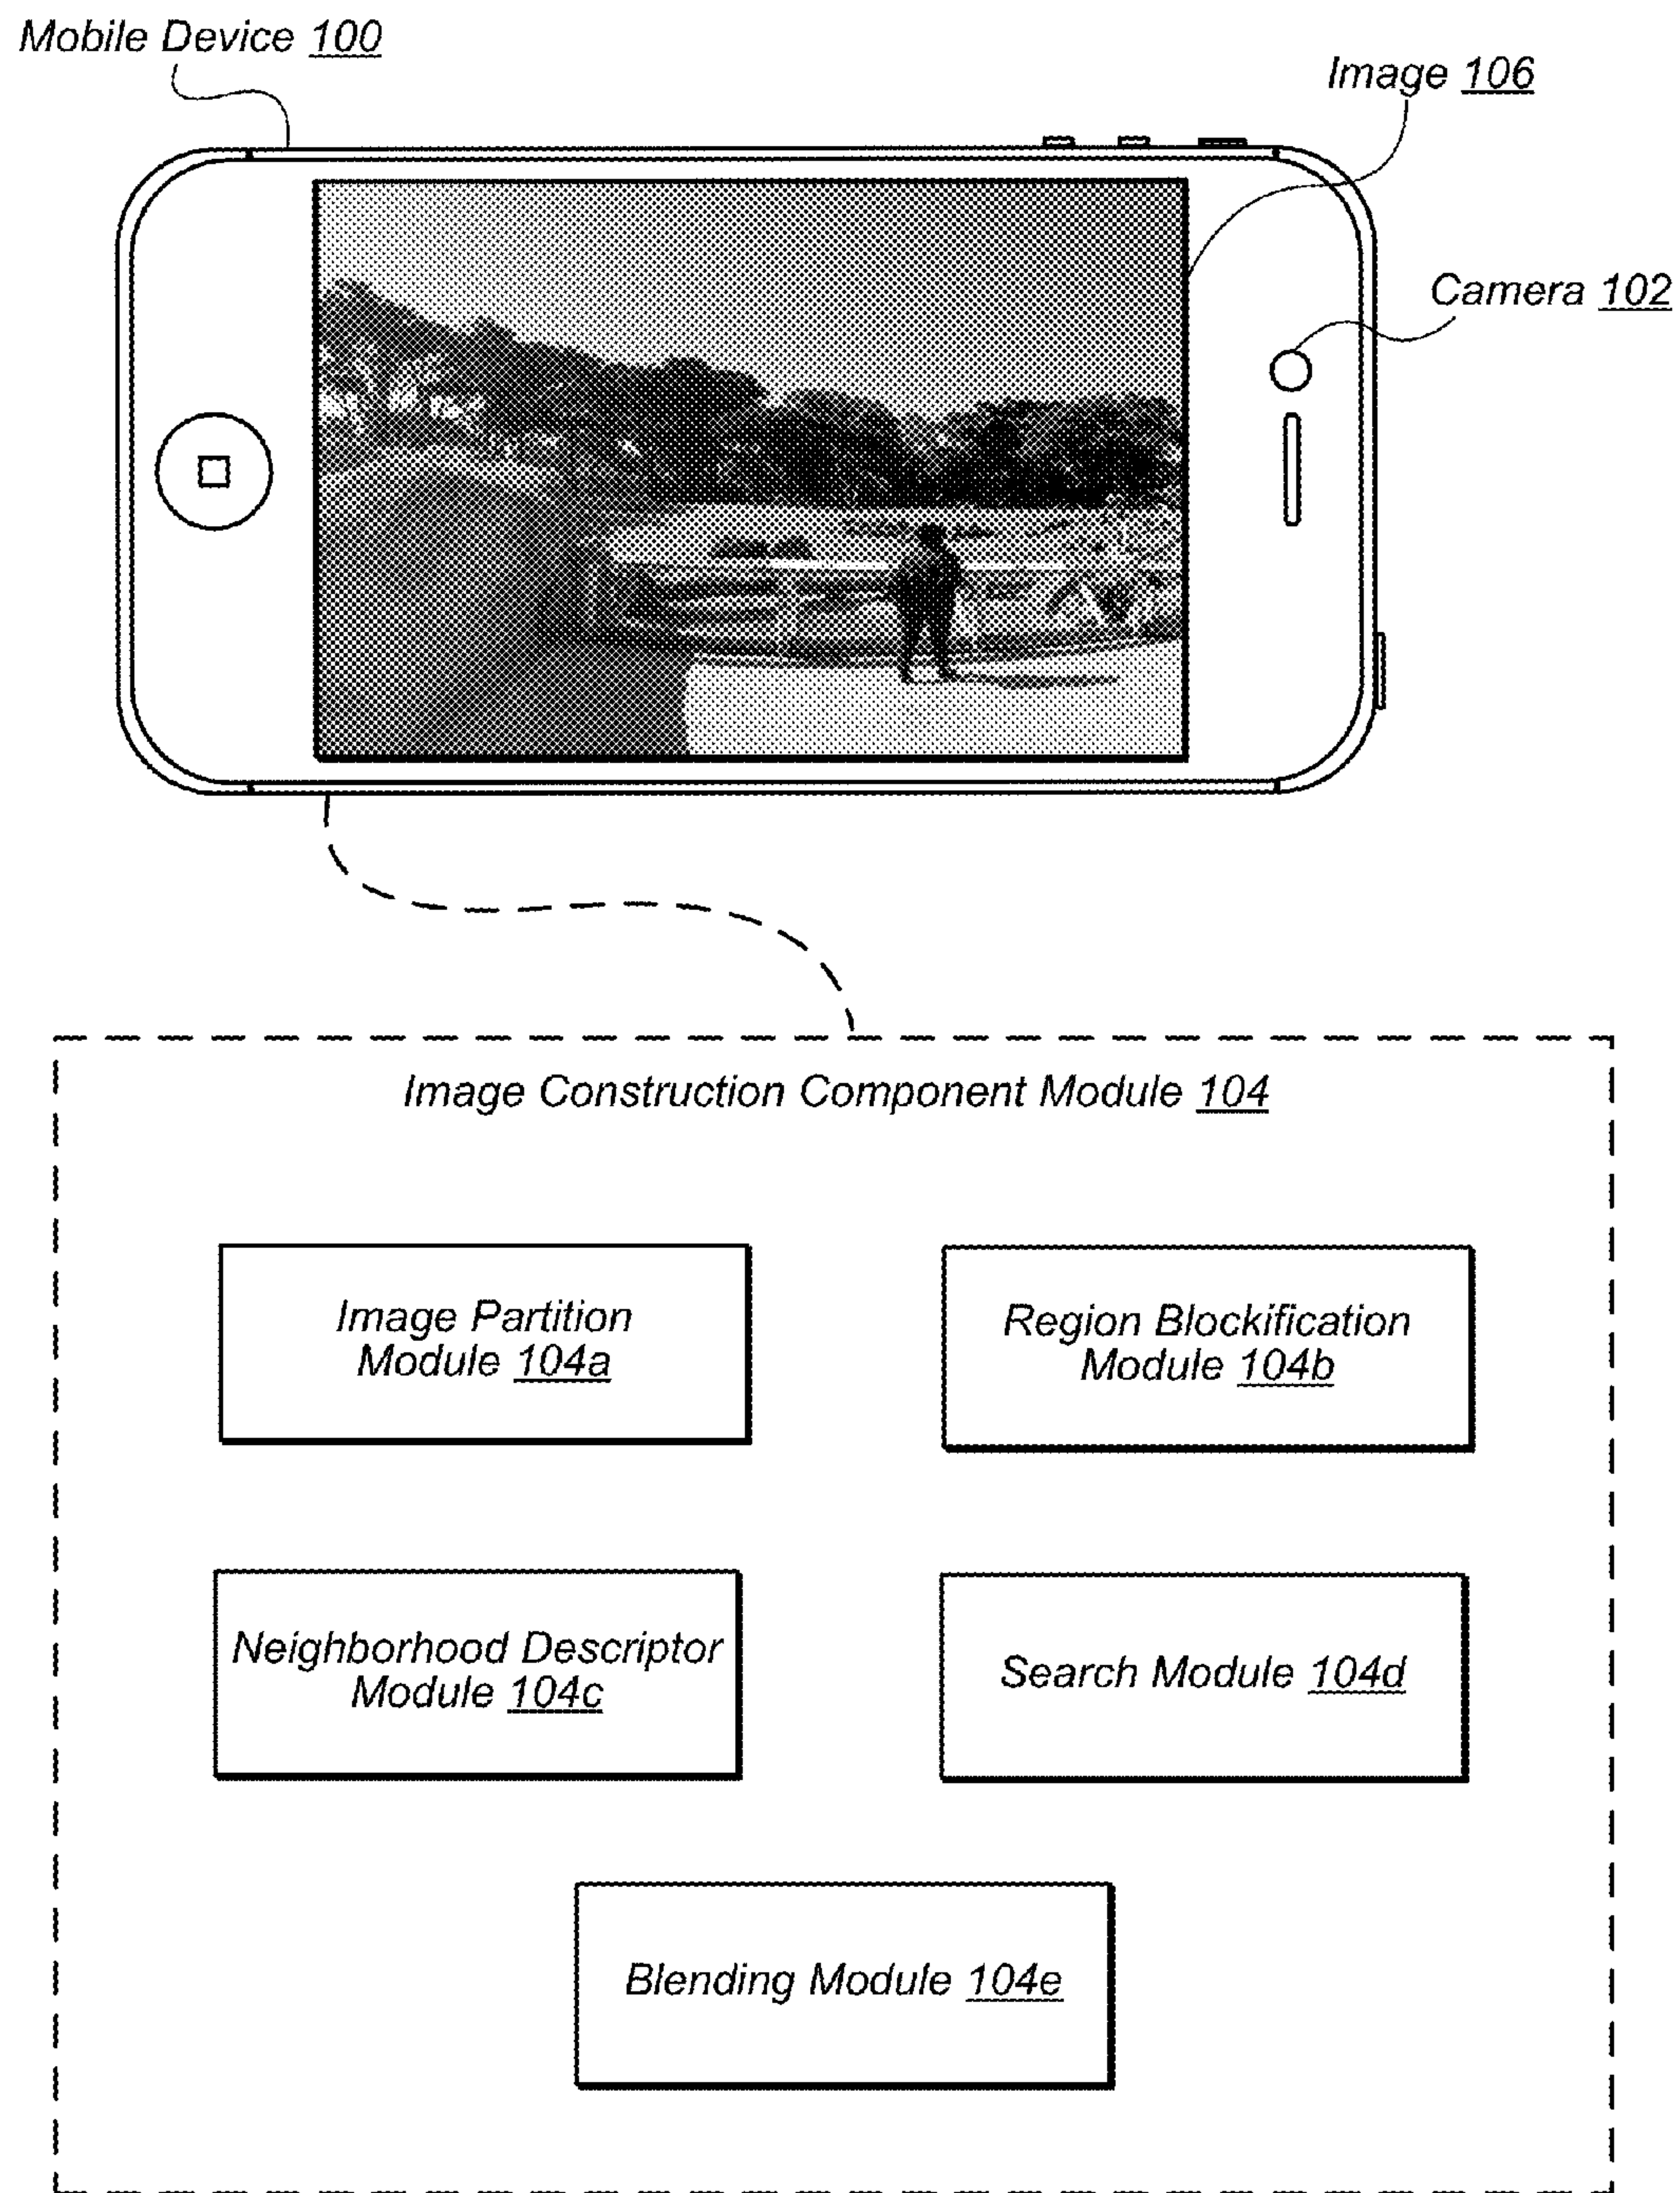 Mobile Device 100
Image 106
Camera 102
Image Construction Component Module 104
Image Partition
Module 104a
Region Blockification
Module 104b
Neighborhood Descriptor
Module 104c
Search Module 104d
Blending Module 104e